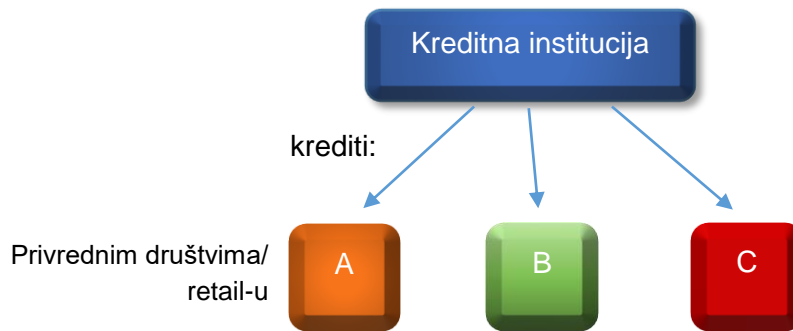 Kreditna institucija
krediti:
Privrednim društvima/
retail-u
A
B
C